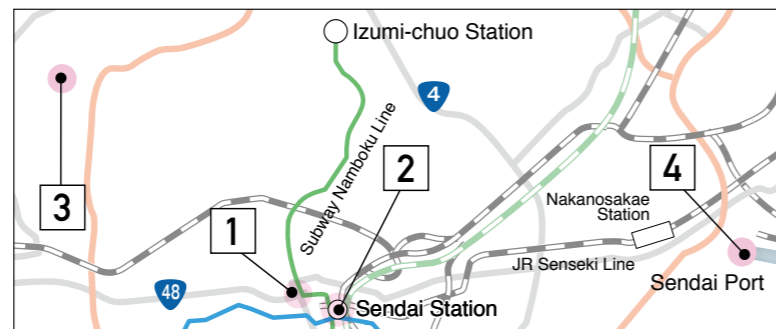 Izumi-chuo Station
4
Subway Namboku Line
3
2
4
1
Nakanosakae
Station
JR Senseki Line
Sendai Port
48
Sendai Station